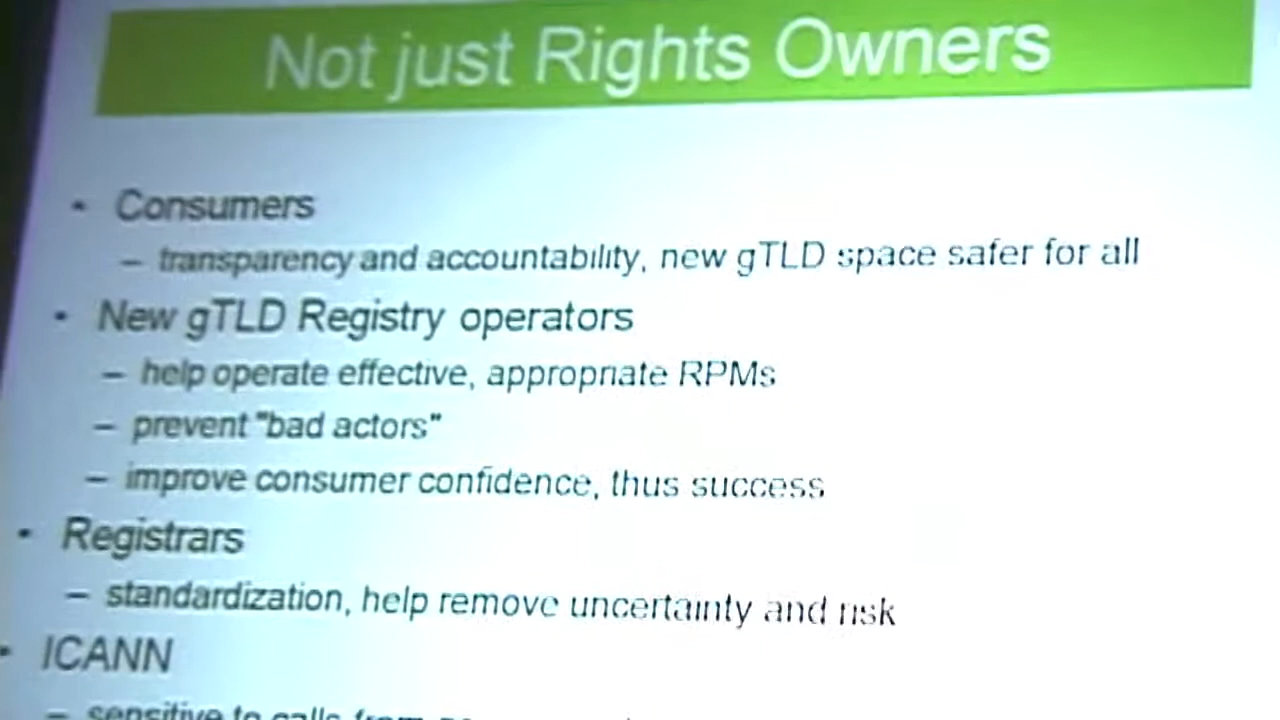 Not just Rights Owners
• Consumers
– transparency and accountability, new gTLD space safer for all
• New gTLD Registry operators
– help operate effective, appropriate RPMs
– prevent "bad actors"
– improve consumer confidence, thus success
• Registrars
– standardization, help remove uncertainty and risk
• ICANN
– sensitive to calls from